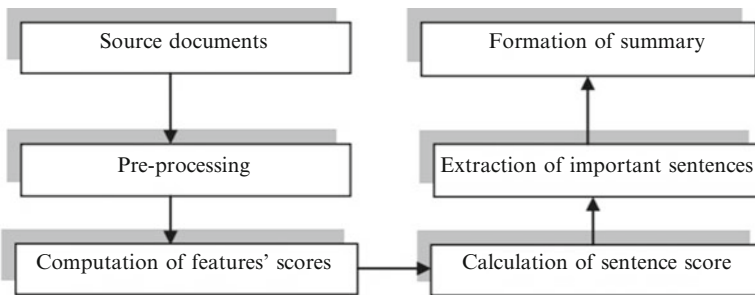 Source documents
Pre-processing
Computation of features’ scores
Calculation of sentence score
Extraction of important sentences
Formation of summary